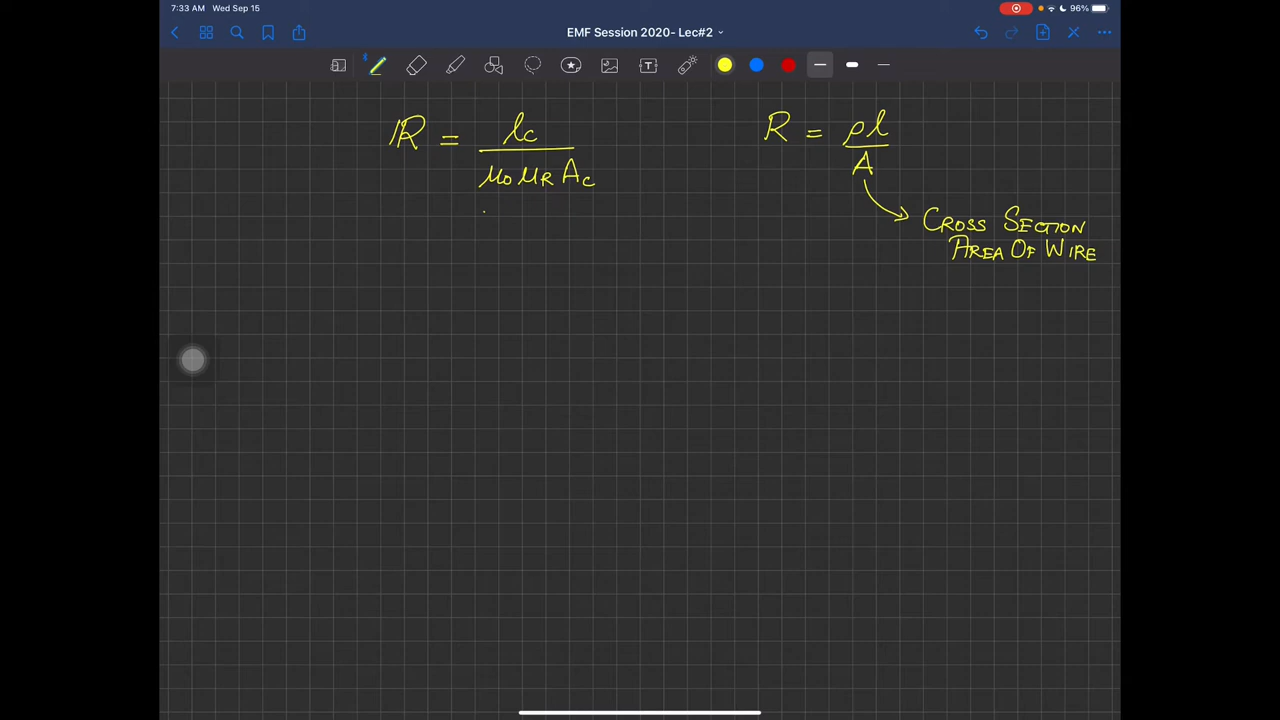 7:33 AM Wed Sep 15
96%
EMF Session 2020- Lec#2
ℝ = lc / μ0 μR Ac
R = ρl / A
CROSS SECTION
AREA OF WIRE